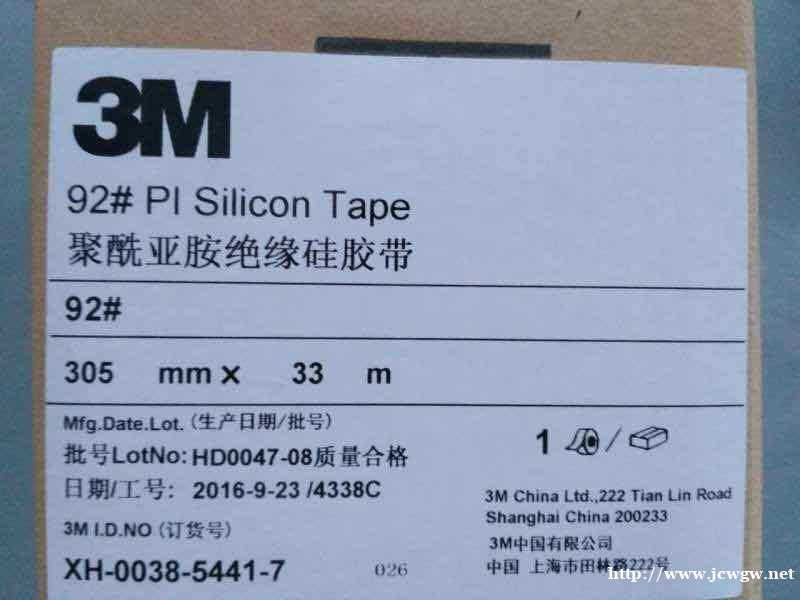 3M
92# PI Silicon Tape
聚酰亚胺绝缘硅胶带
92#
305 mm x 33 m
Mfg.Date.Lot. (生产日期/批号)
批号LotNo: HD0047-08质量合格
日期/工号: 2016-9-23 /4338C
1 /
3M I.D.NO (订货号)
XH-0038-5441-7
026
3M China Ltd.,222 Tian Lin Road
Shanghai China 200233
3M中国有限公司
中国 上海市田林路222号
http://www.jcwgw.net